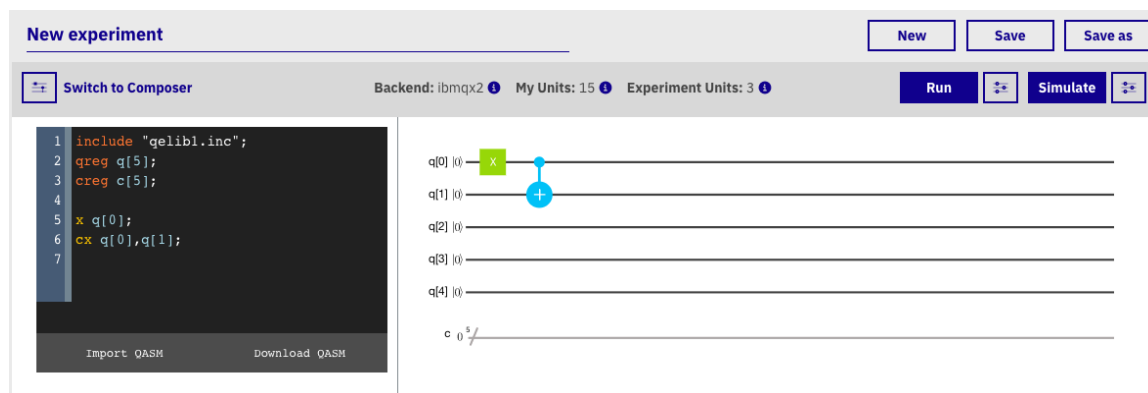 New experiment
New Save Save as
Switch to Composer Backend: ibmqx2 My Units: 15 Experiment Units: 3 Run Simulate
1 include "qelib1.inc";
2 qreg q[5];
3 creg c[5];
4
5 x q[0];
6 cx q[0],q[1];
7
Import QASM Download QASM
q[0] |0⟩ X
q[1] |0⟩ +
q[2] |0⟩
q[3] |0⟩
q[4] |0⟩
c 0 5